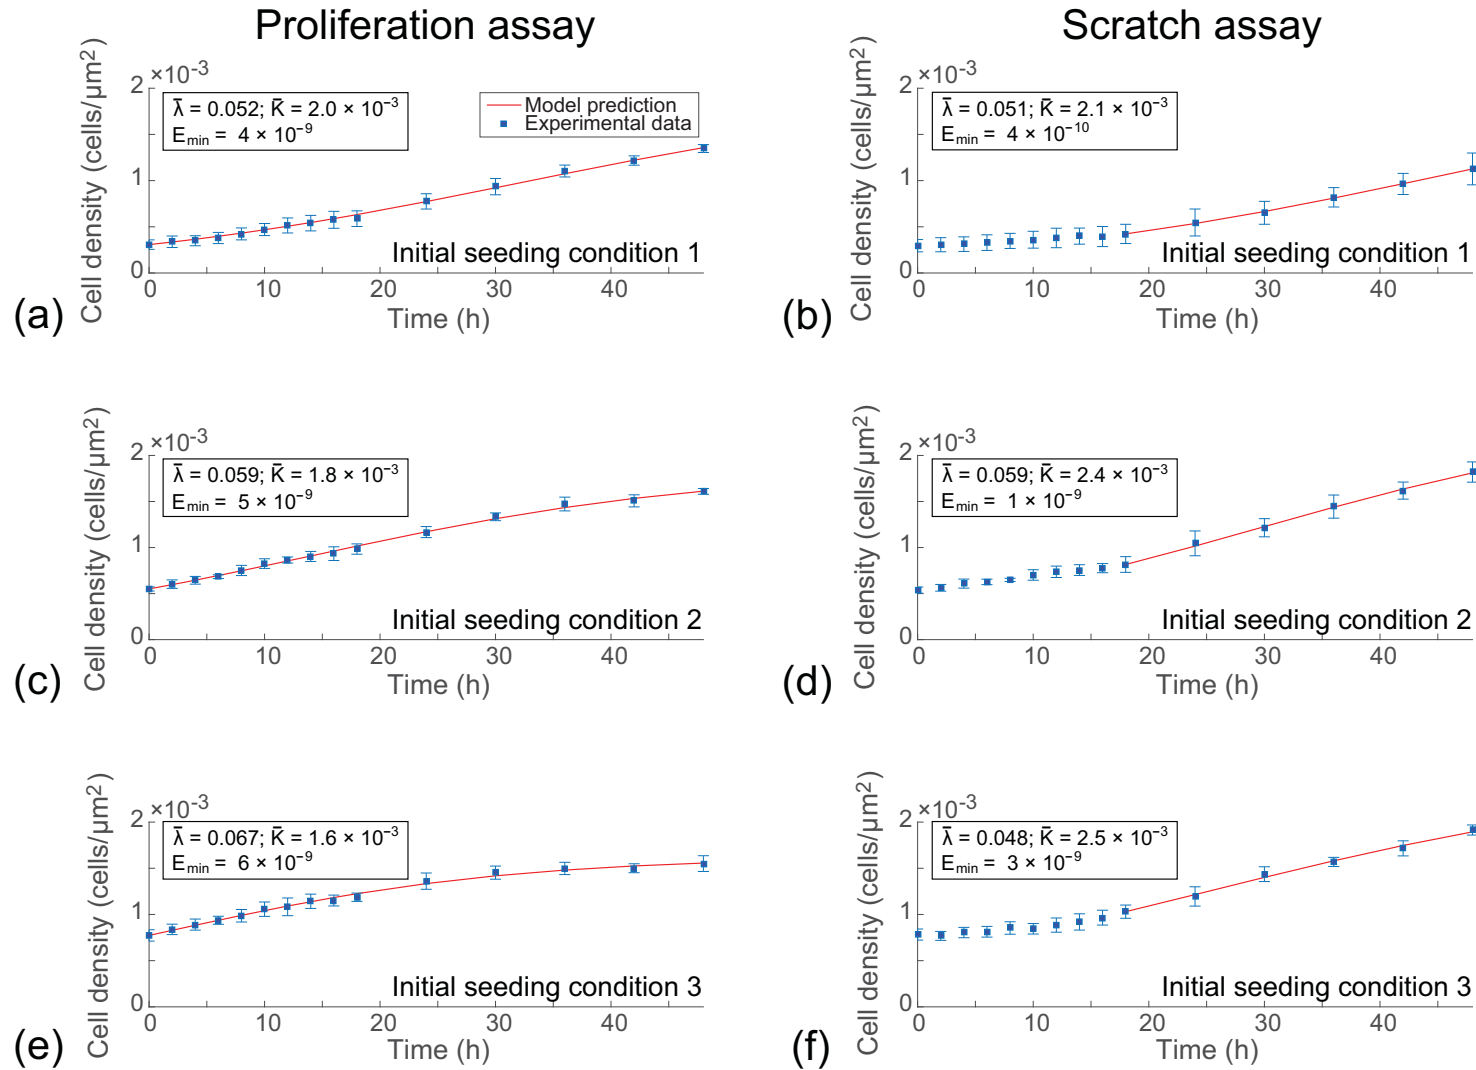 Proliferation assay
Scratch assay
Cell density (cells/µm²)
2 ×10⁻³
1
0
λ̄ = 0.052; K̄ = 2.0 × 10⁻³
E_min = 4 × 10⁻⁹
Model prediction
Experimental data
Initial seeding condition 1
0 10 20 30 40
Time (h)
(a)
Cell density (cells/µm²)
2 ×10⁻³
1
0
λ̄ = 0.051; K̄ = 2.1 × 10⁻³
E_min = 4 × 10⁻¹⁰
Initial seeding condition 1
0 10 20 30 40
Time (h)
(b)
Cell density (cells/µm²)
2 ×10⁻³
1
0
λ̄ = 0.059; K̄ = 1.8 × 10⁻³
E_min = 5 × 10⁻⁹
Initial seeding condition 2
0 10 20 30 40
Time (h)
(c)
Cell density (cells/µm²)
2 ×10⁻³
1
0
λ̄ = 0.059; K̄ = 2.4 × 10⁻³
E_min = 1 × 10⁻⁹
Initial seeding condition 2
0 10 20 30 40
Time (h)
(d)
Cell density (cells/µm²)
2 ×10⁻³
1
0
λ̄ = 0.067; K̄ = 1.6 × 10⁻³
E_min = 6 × 10⁻⁹
Initial seeding condition 3
0 10 20 30 40
Time (h)
(e)
Cell density (cells/µm²)
2 ×10⁻³
1
0
λ̄ = 0.048; K̄ = 2.5 × 10⁻³
E_min = 3 × 10⁻⁹
Initial seeding condition 3
0 10 20 30 40
Time (h)
(f)